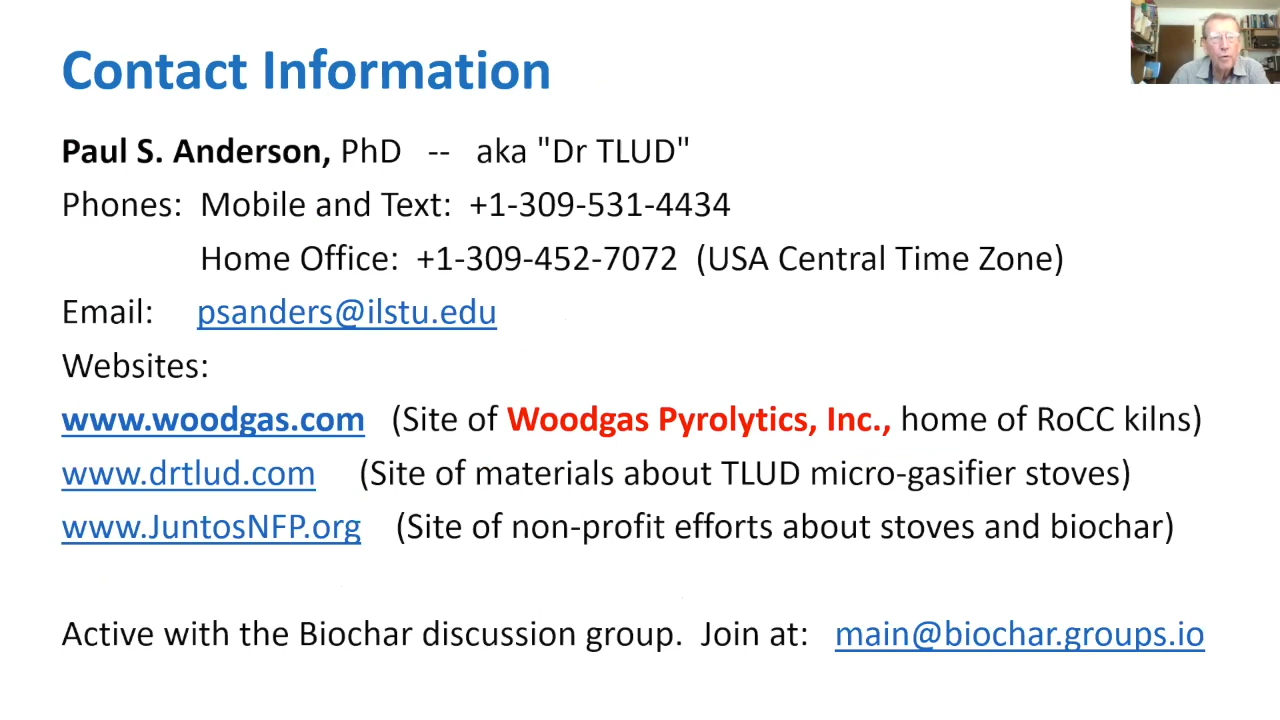 Contact Information
Paul S. Anderson, PhD -- aka "Dr TLUD"
Phones: Mobile and Text: +1-309-531-4434
Home Office: +1-309-452-7072 (USA Central Time Zone)
Email: psanders@ilstu.edu
Websites:
www.woodgas.com (Site of Woodgas Pyrolytics, Inc., home of RoCC kilns)
www.drtlud.com (Site of materials about TLUD micro-gasifier stoves)
www.JuntosNFP.org (Site of non-profit efforts about stoves and biochar)
Active with the Biochar discussion group. Join at: main@biochar.groups.io